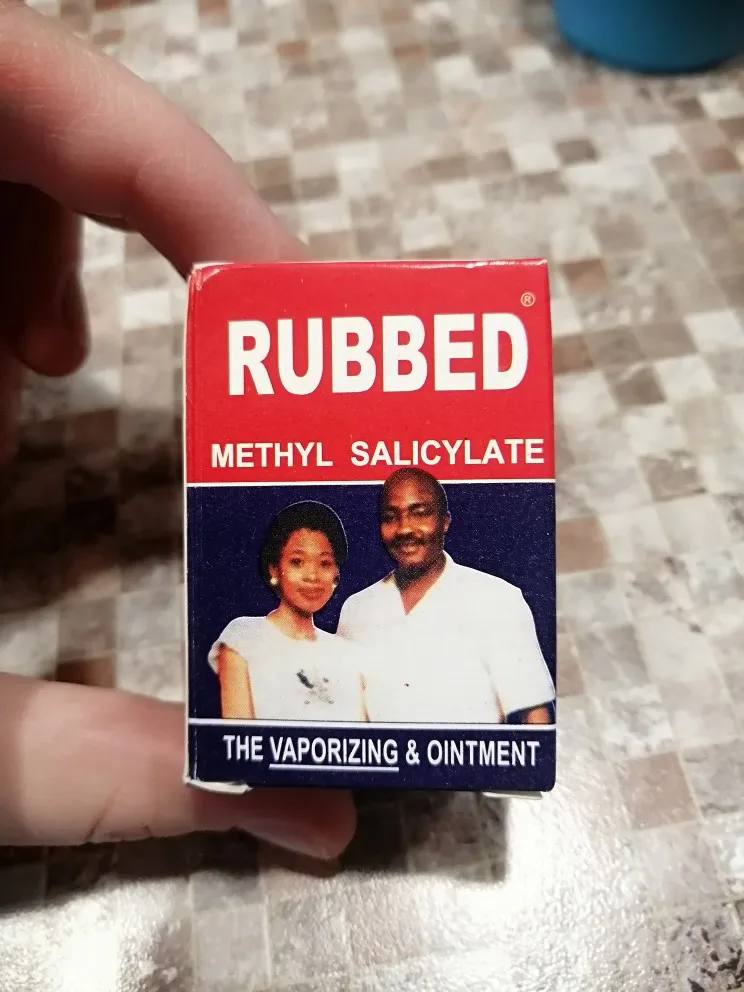 ®
RUBBED
METHYL SALICYLATE
THE VAPORIZING & OINTMENT